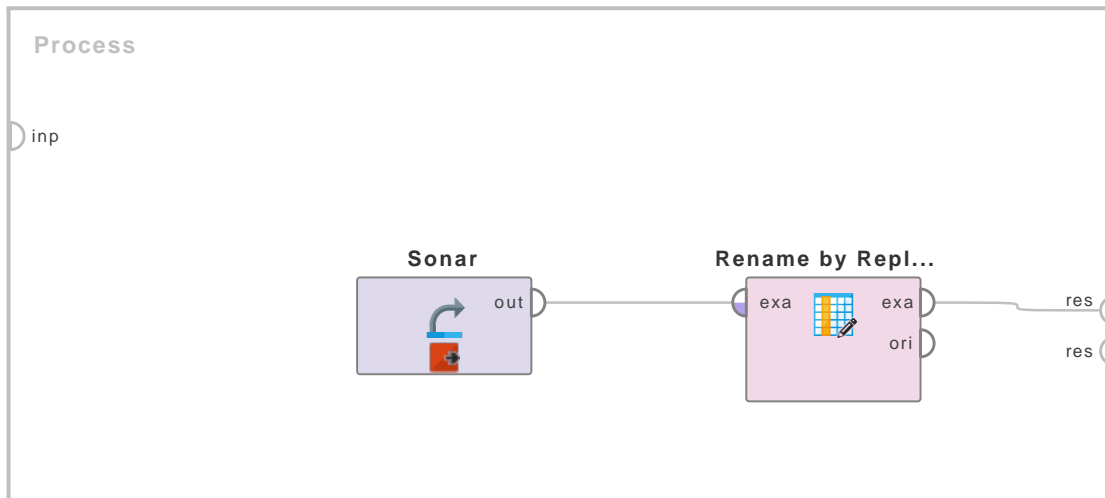 Process
inp
Sonar
out
Rename by Repl...
exa
exa
ori
res
res